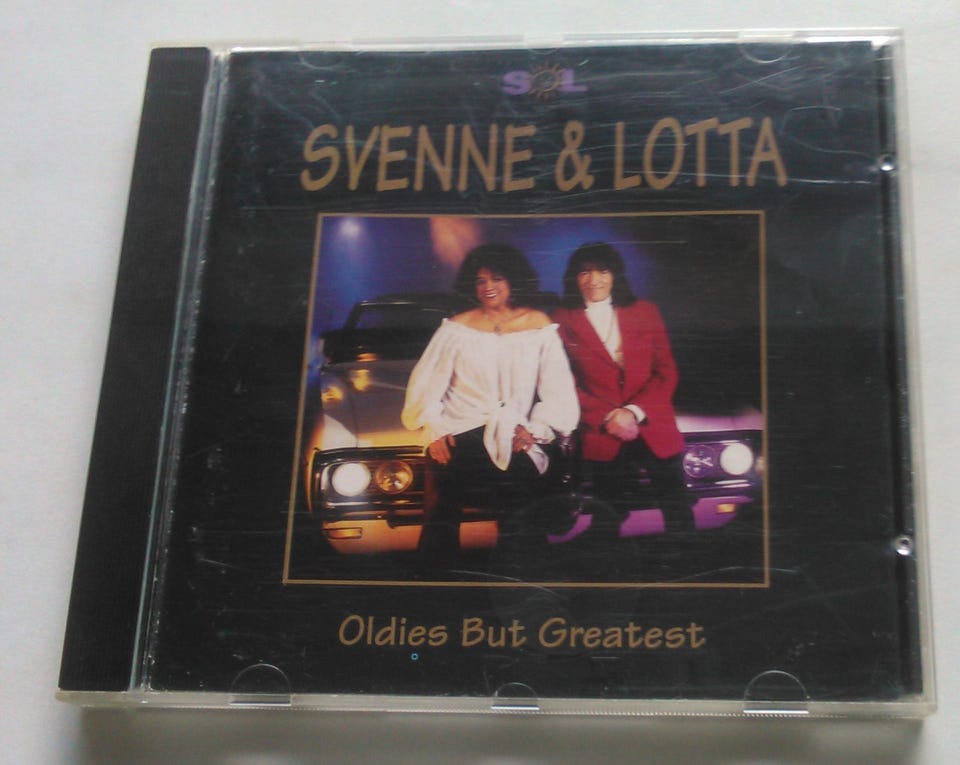 SOL
SVENNE & LOTTA
Oldies But Greatest